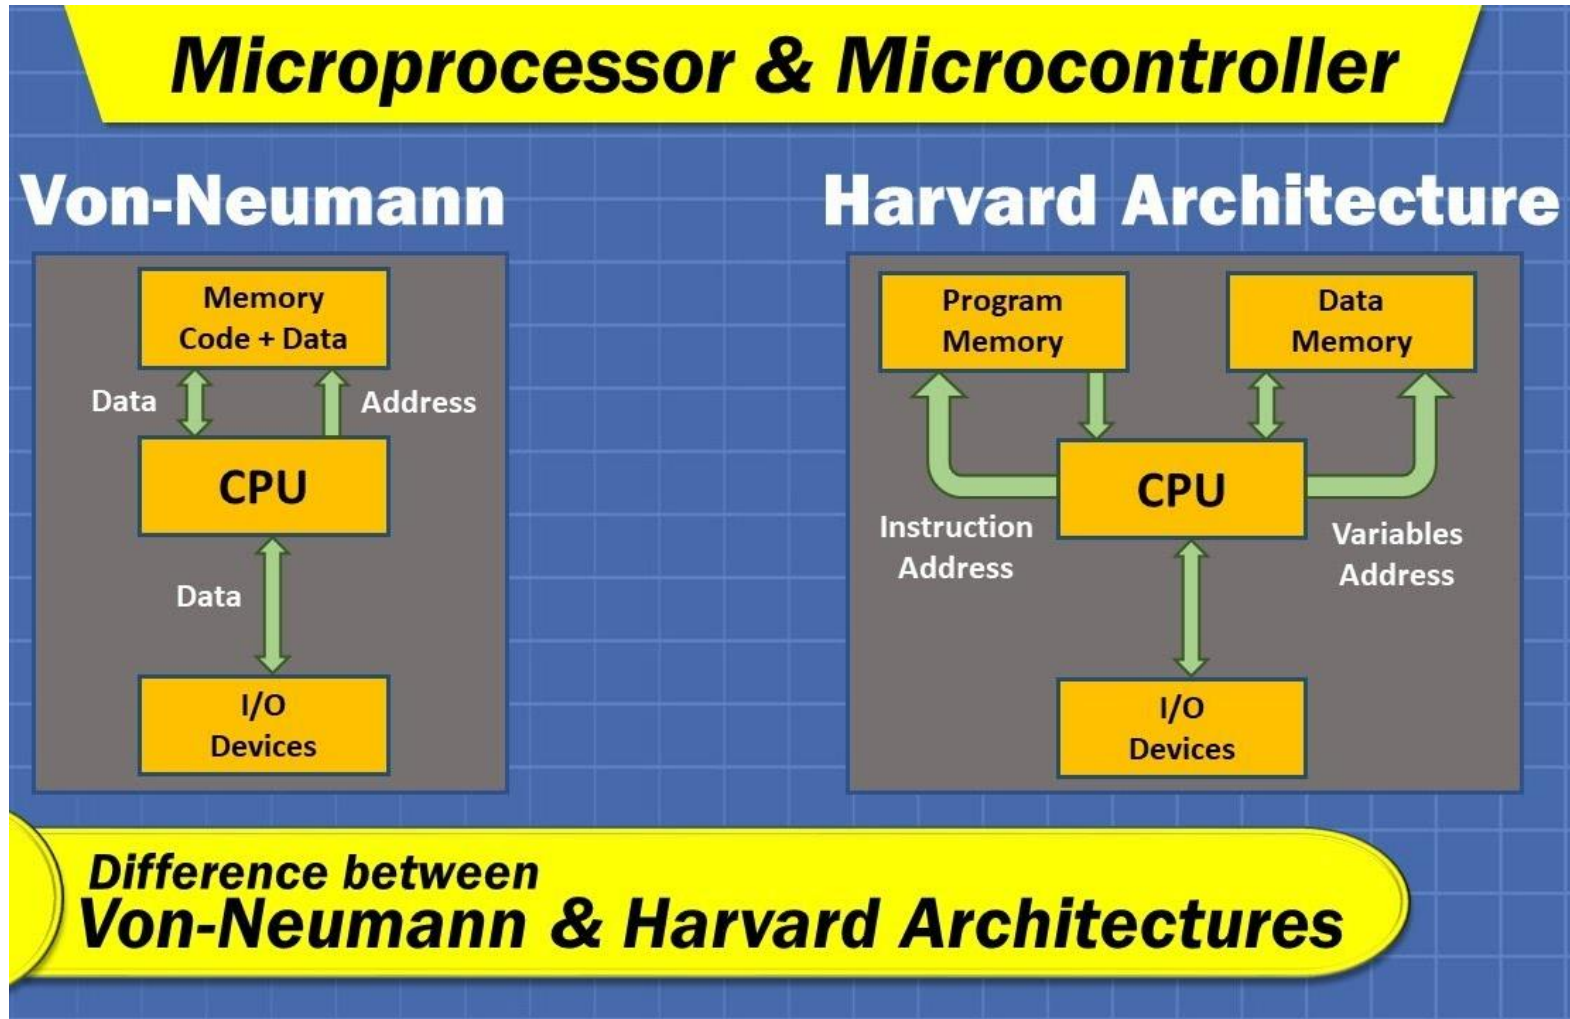 Microprocessor & Microcontroller
Von-Neumann
Memory
Code + Data
Data
Address
CPU
Data
I/O
Devices
Harvard Architecture
Program
Memory
Data
Memory
CPU
Instruction
Address
Variables
Address
I/O
Devices
Difference between
Von-Neumann & Harvard Architectures